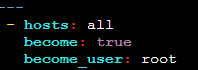 ---
- hosts: all
become: true
become_user: root